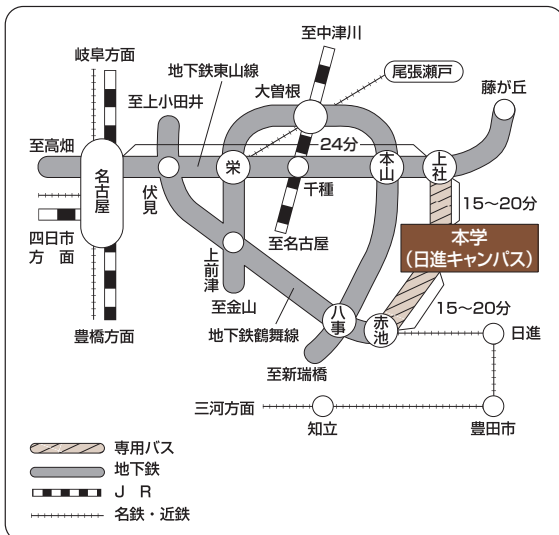 至中津川
岐阜方面
地下鉄東山線
尾張瀬戸
大曽根
藤が丘
至上小田井
至高畑
24分
名古屋
栄
本山
上社
伏見
千種
15〜20分
四日市
方　面
至名古屋
本学
(日進キャンパス)
上前津
豊橋方面
至金山
15〜20分
地下鉄鶴舞線
八事
赤池
日進
至新瑞橋
三河方面
知立
豊田市
専用バス
地下鉄
J　R
名鉄・近鉄